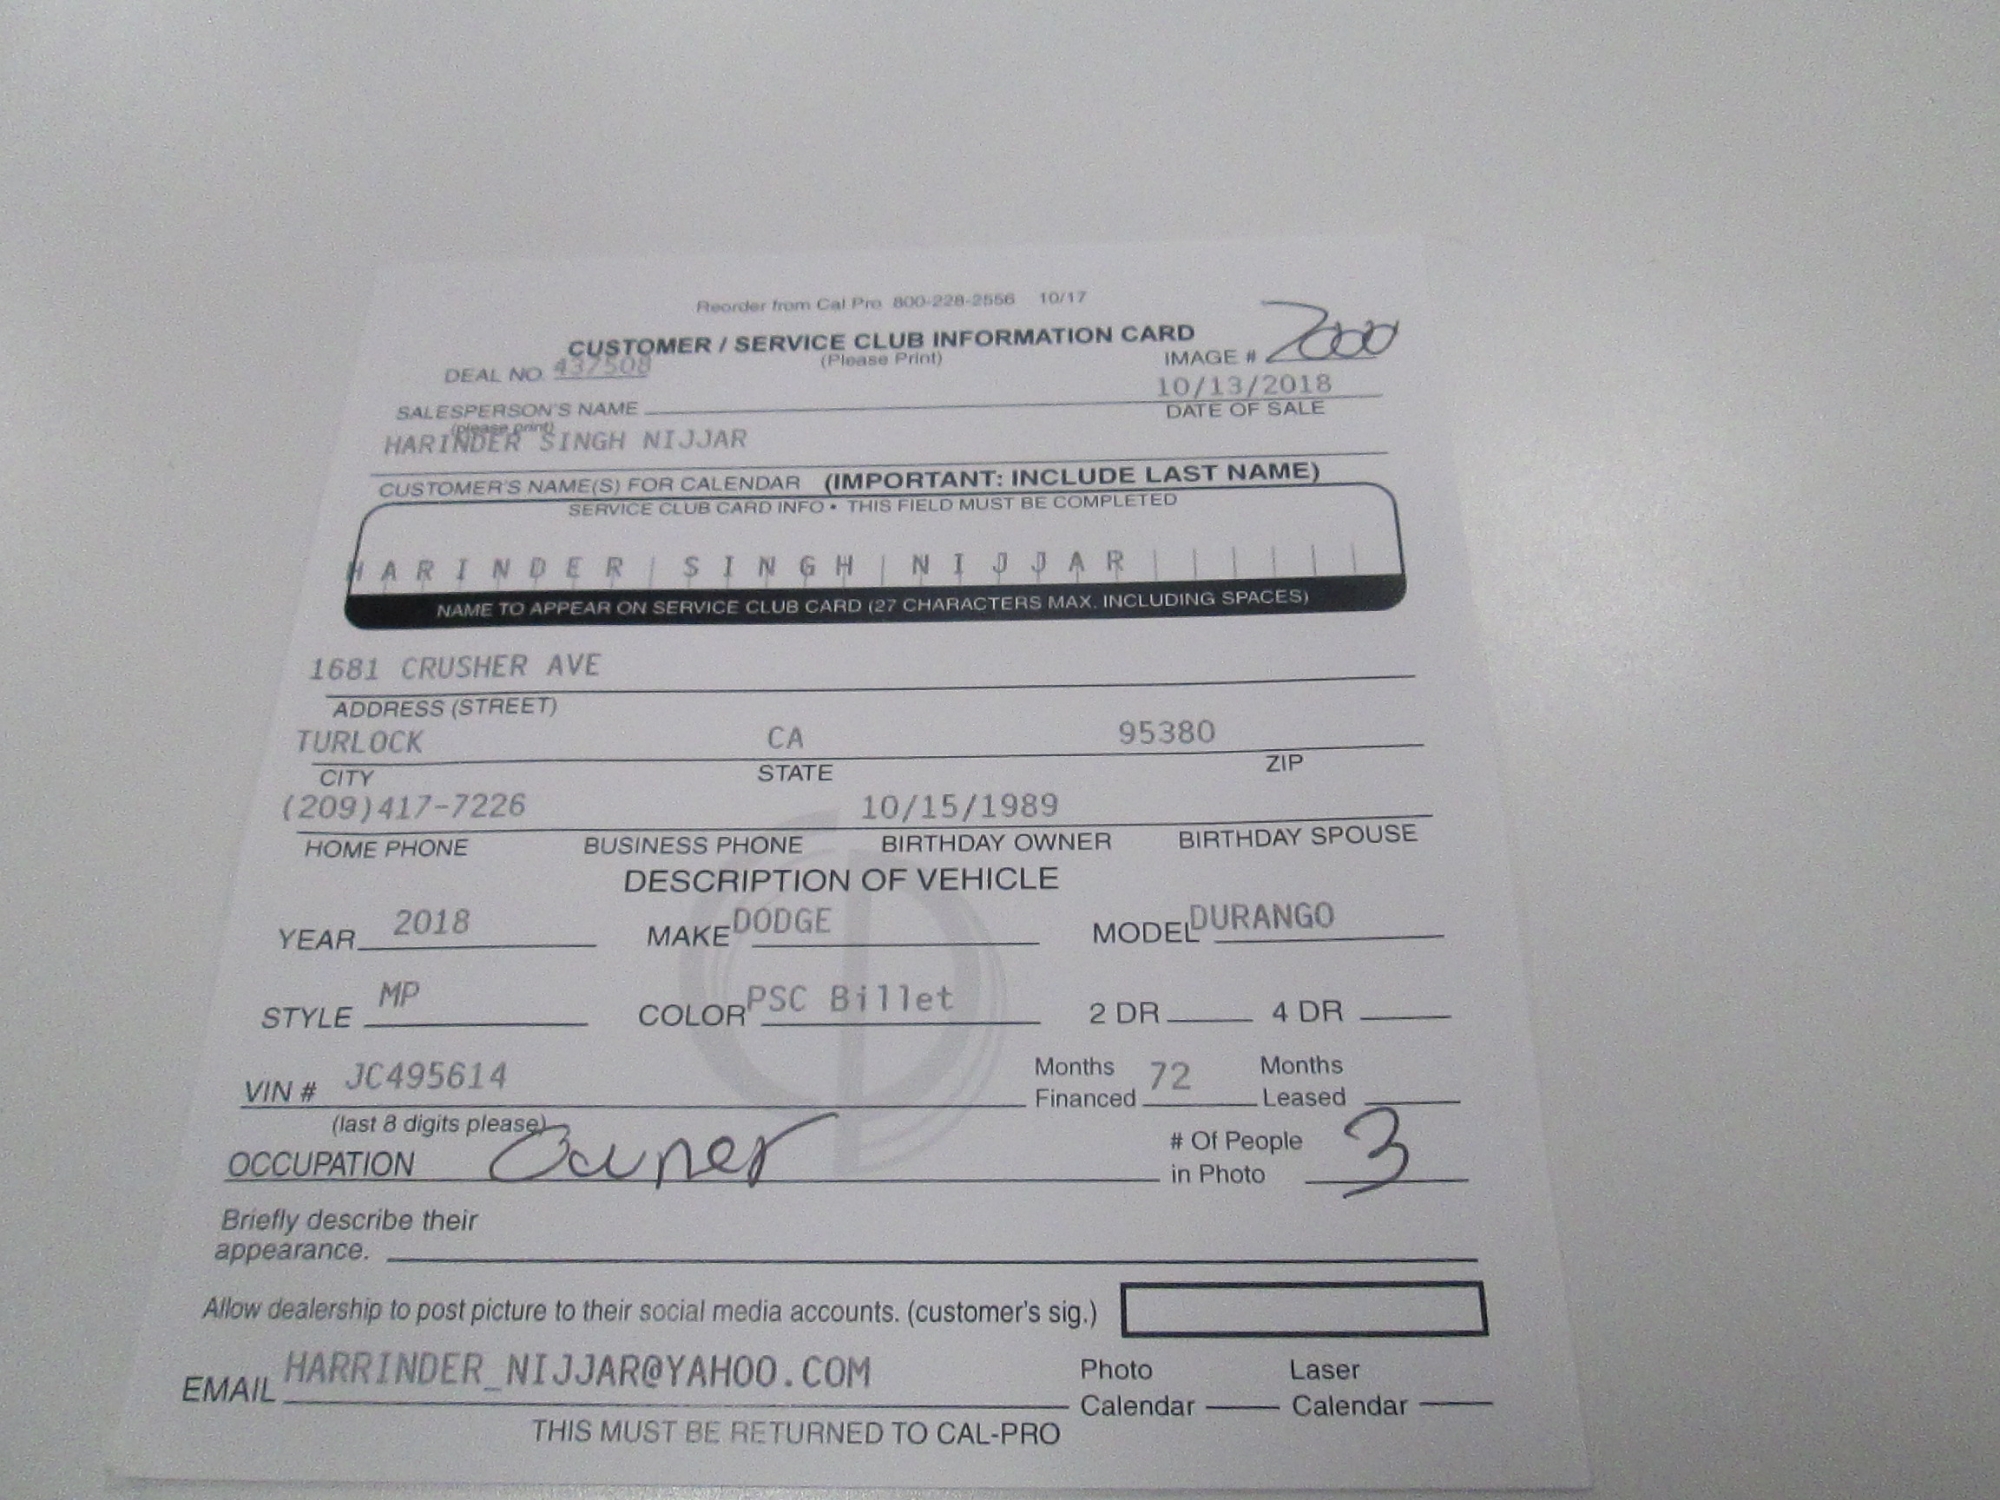 Reorder from Cal Pro 800-228-2556 10/17
CUSTOMER / SERVICE CLUB INFORMATION CARD
(Please Print)
DEAL NO. 437508
IMAGE # 7000
10/13/2018
SALESPERSON'S NAME
DATE OF SALE
(please print)
HARINDER SINGH NIJJAR
CUSTOMER'S NAME(S) FOR CALENDAR (IMPORTANT: INCLUDE LAST NAME)
SERVICE CLUB CARD INFO • THIS FIELD MUST BE COMPLETED
HARINDER SINGH NIJJAR
NAME TO APPEAR ON SERVICE CLUB CARD (27 CHARACTERS MAX. INCLUDING SPACES)
1681 CRUSHER AVE
ADDRESS (STREET)
TURLOCK CA 95380
CITY STATE ZIP
(209)417-7226 10/15/1989
HOME PHONE BUSINESS PHONE BIRTHDAY OWNER BIRTHDAY SPOUSE
DESCRIPTION OF VEHICLE
YEAR 2018 MAKE DODGE MODEL DURANGO
STYLE MP COLOR PSC Billet 2 DR 4 DR
VIN # JC495614 Months Financed 72 Months Leased
(last 8 digits please)
OCCUPATION Owner # Of People in Photo 3
Briefly describe their
appearance.
Allow dealership to post picture to their social media accounts. (customer's sig.)
EMAIL HARRINDER_NIJJAR@YAHOO.COM Photo Calendar Laser Calendar
THIS MUST BE RETURNED TO CAL-PRO